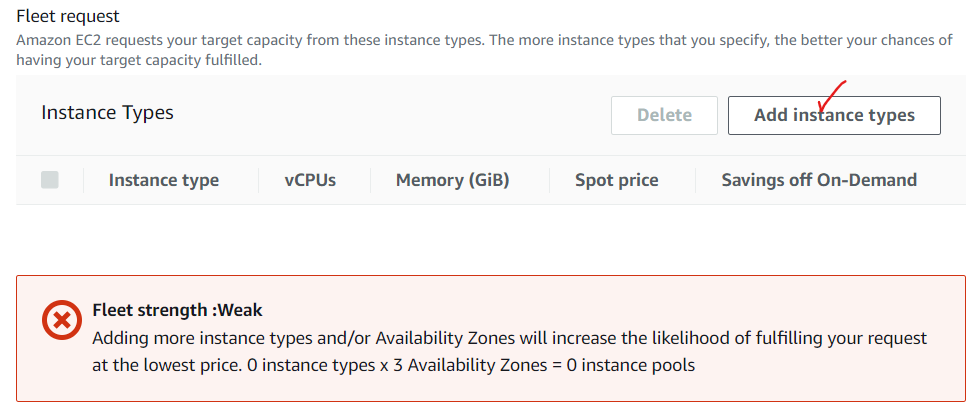 Fleet request
Amazon EC2 requests your target capacity from these instance types. The more instance types that you specify, the better your chances of
having your target capacity fulfilled.
Instance Types
Delete
Add instance types
Instance type
vCPUs
Memory (GiB)
Spot price
Savings off On-Demand
Fleet strength :Weak
Adding more instance types and/or Availability Zones will increase the likelihood of fulfilling your request
at the lowest price. 0 instance types x 3 Availability Zones = 0 instance pools